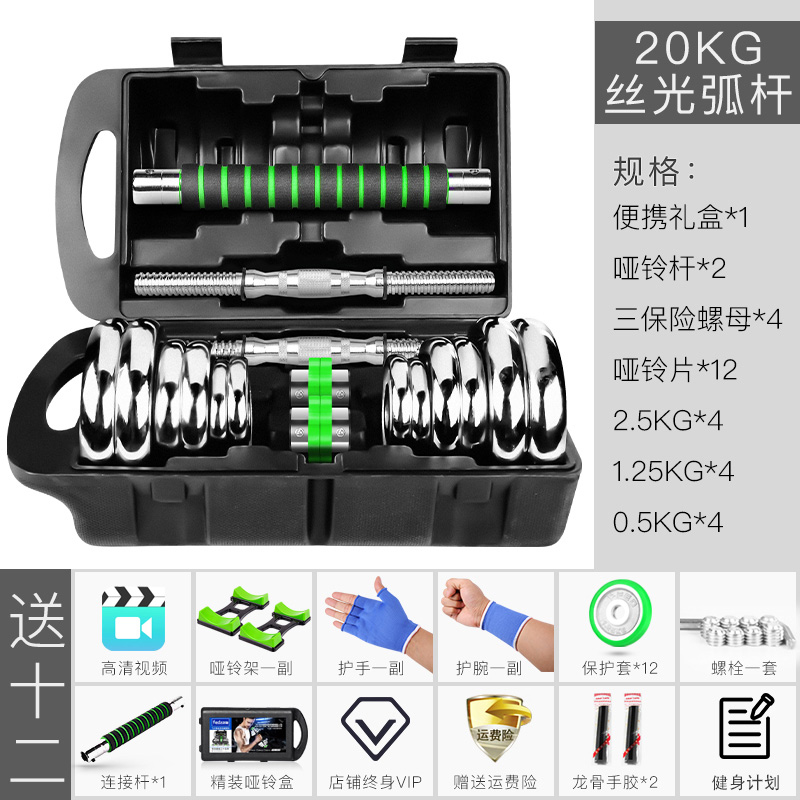 20KG
丝光弧杆
规格：
便携礼盒*1
哑铃杆*2
三保险螺母*4
哑铃片*12
2.5KG*4
1.25KG*4
0.5KG*4
送十二
高清视频
哑铃架一副
护手一副
护腕一副
保护套*12
螺栓一套
运费险
连接杆*1
精装哑铃盒
店铺终身VIP
赠送运费险
龙骨手胶*2
健身计划